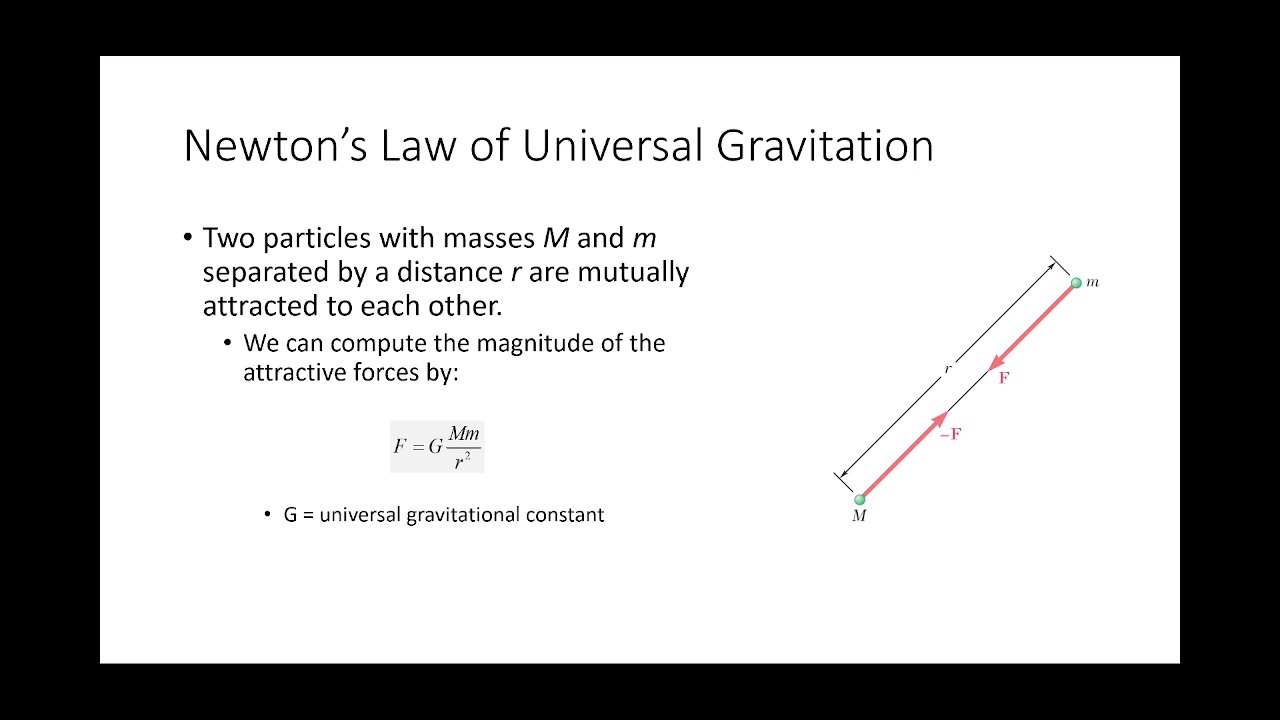 Newton’s Law of Universal Gravitation
• Two particles with masses M and m
separated by a distance r are mutually
attracted to each other.
• We can compute the magnitude of the
attractive forces by:
F = G Mm / r²
• G = universal gravitational constant
m
r
F
–F
M